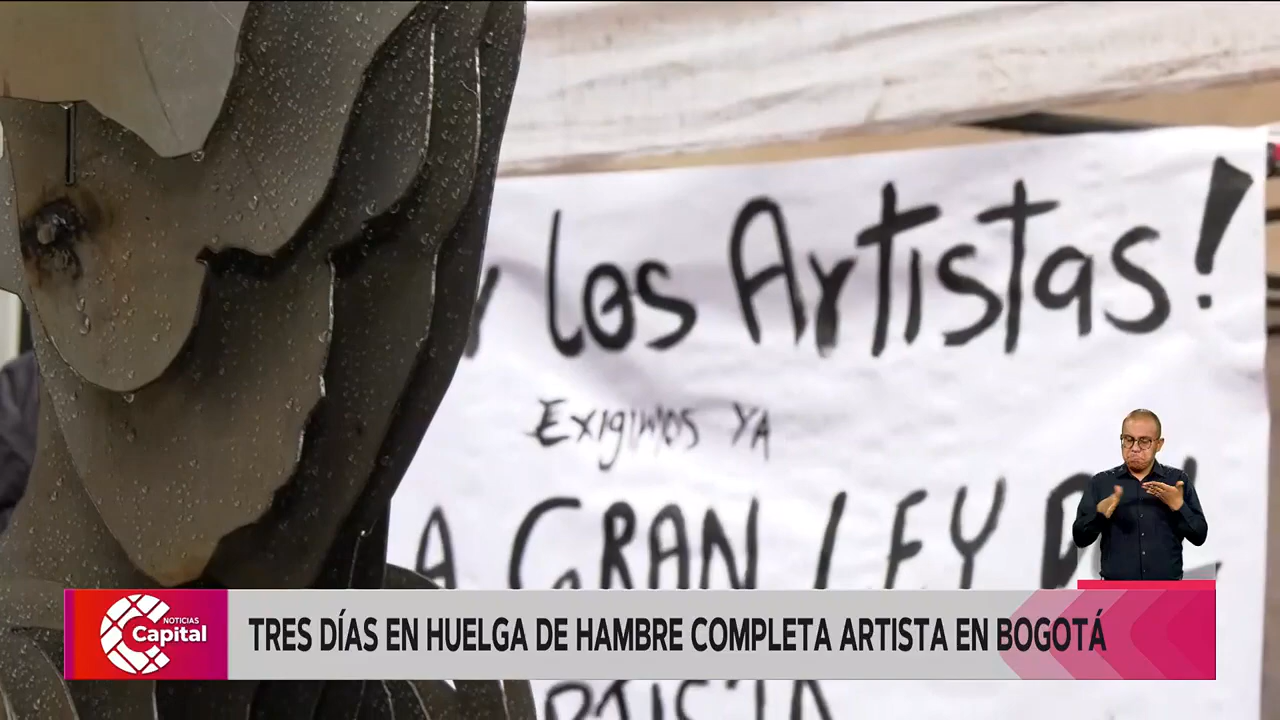 y los Artistas!
Exigimos YA
A GRAN LEY
NOTICIAS
Capital
TRES DÍAS EN HUELGA DE HAMBRE COMPLETA ARTISTA EN BOGOTÁ